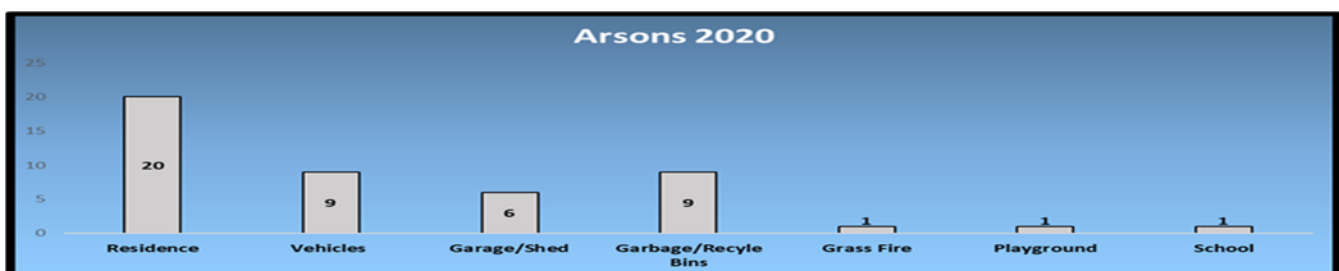 Arsons 2020
25
20
15
10
5
0
20
9
6
9
1
1
1
Residence
Vehicles
Garage/Shed
Garbage/Recyle
Bins
Grass Fire
Playground
School